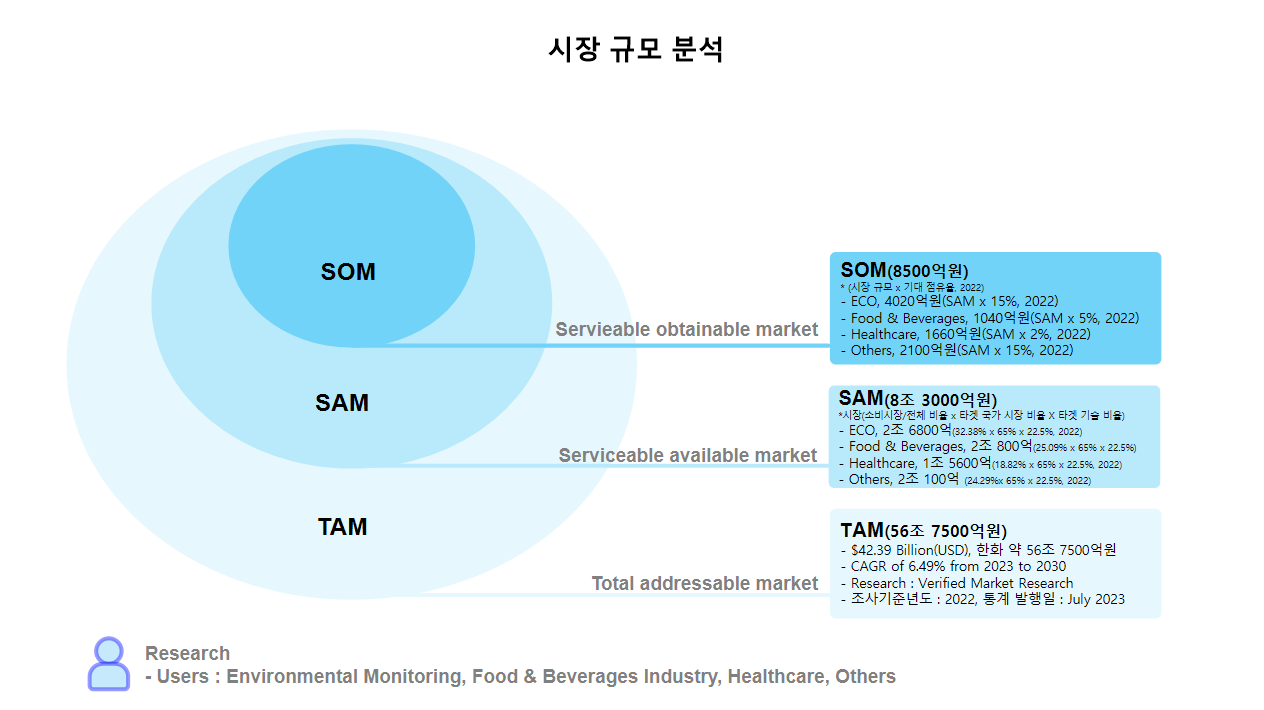 시장 규모 분석
SOM
SAM
TAM
Servieable obtainable market
SOM(8500억원)
* (시장 규모 x 기대 점유율, 2022)
- ECO, 4020억원(SAM x 15%, 2022)
- Food & Beverages, 1040억원(SAM x 5%, 2022)
- Healthcare, 1660억원(SAM x 2%, 2022)
- Others, 2100억원(SAM x 15%, 2022)
Serviceable available market
SAM(8조 3000억원)
*시장(소비시장/전체 비율 x 타겟 국가 시장 비율 X 타겟 기술 비율)
- ECO, 2조 6800억(32.38% x 65% x 22.5%, 2022)
- Food & Beverages, 2조 800억(25.09% x 65% x 22.5%)
- Healthcare, 1조 5600억(18.82% x 65% x 22.5%, 2022)
- Others, 2조 100억 (24.29%x 65% x 22.5%, 2022)
Total addressable market
TAM(56조 7500억원)
- $42.39 Billion(USD), 한화 약 56조 7500억원
- CAGR of 6.49% from 2023 to 2030
- Research : Verified Market Research
- 조사기준년도 : 2022, 통계 발행일 : July 2023
Research
- Users : Environmental Monitoring, Food & Beverages Industry, Healthcare, Others